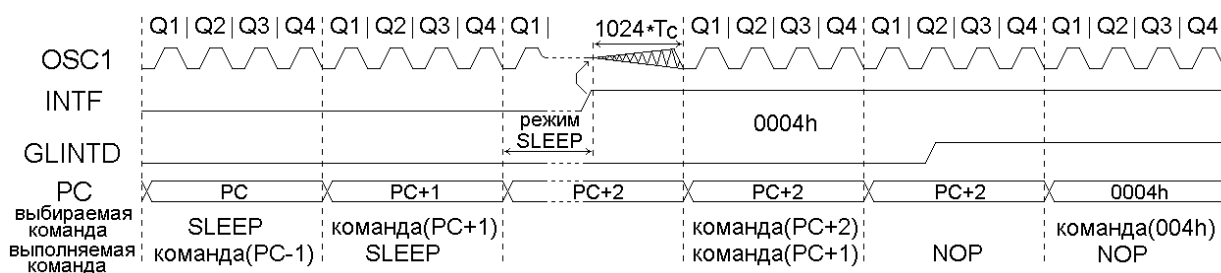 Q1 | Q2 | Q3 | Q4 | Q1 | Q2 | Q3 | Q4 | Q1 | 1024*Tc Q1 | Q2 | Q3 | Q4 | Q1 | Q2 | Q3 | Q4 | Q1 | Q2 | Q3 | Q4
OSC1
INTF
режим
SLEEP
0004h
GLINTD
PC PC PC+1 PC+2 PC+2 PC+2 0004h
выбираемая
команда
SLEEP команда(PC+1) команда(PC+2) команда(004h)
выполняемая
команда
команда(PC-1) SLEEP команда(PC+1) NOP NOP